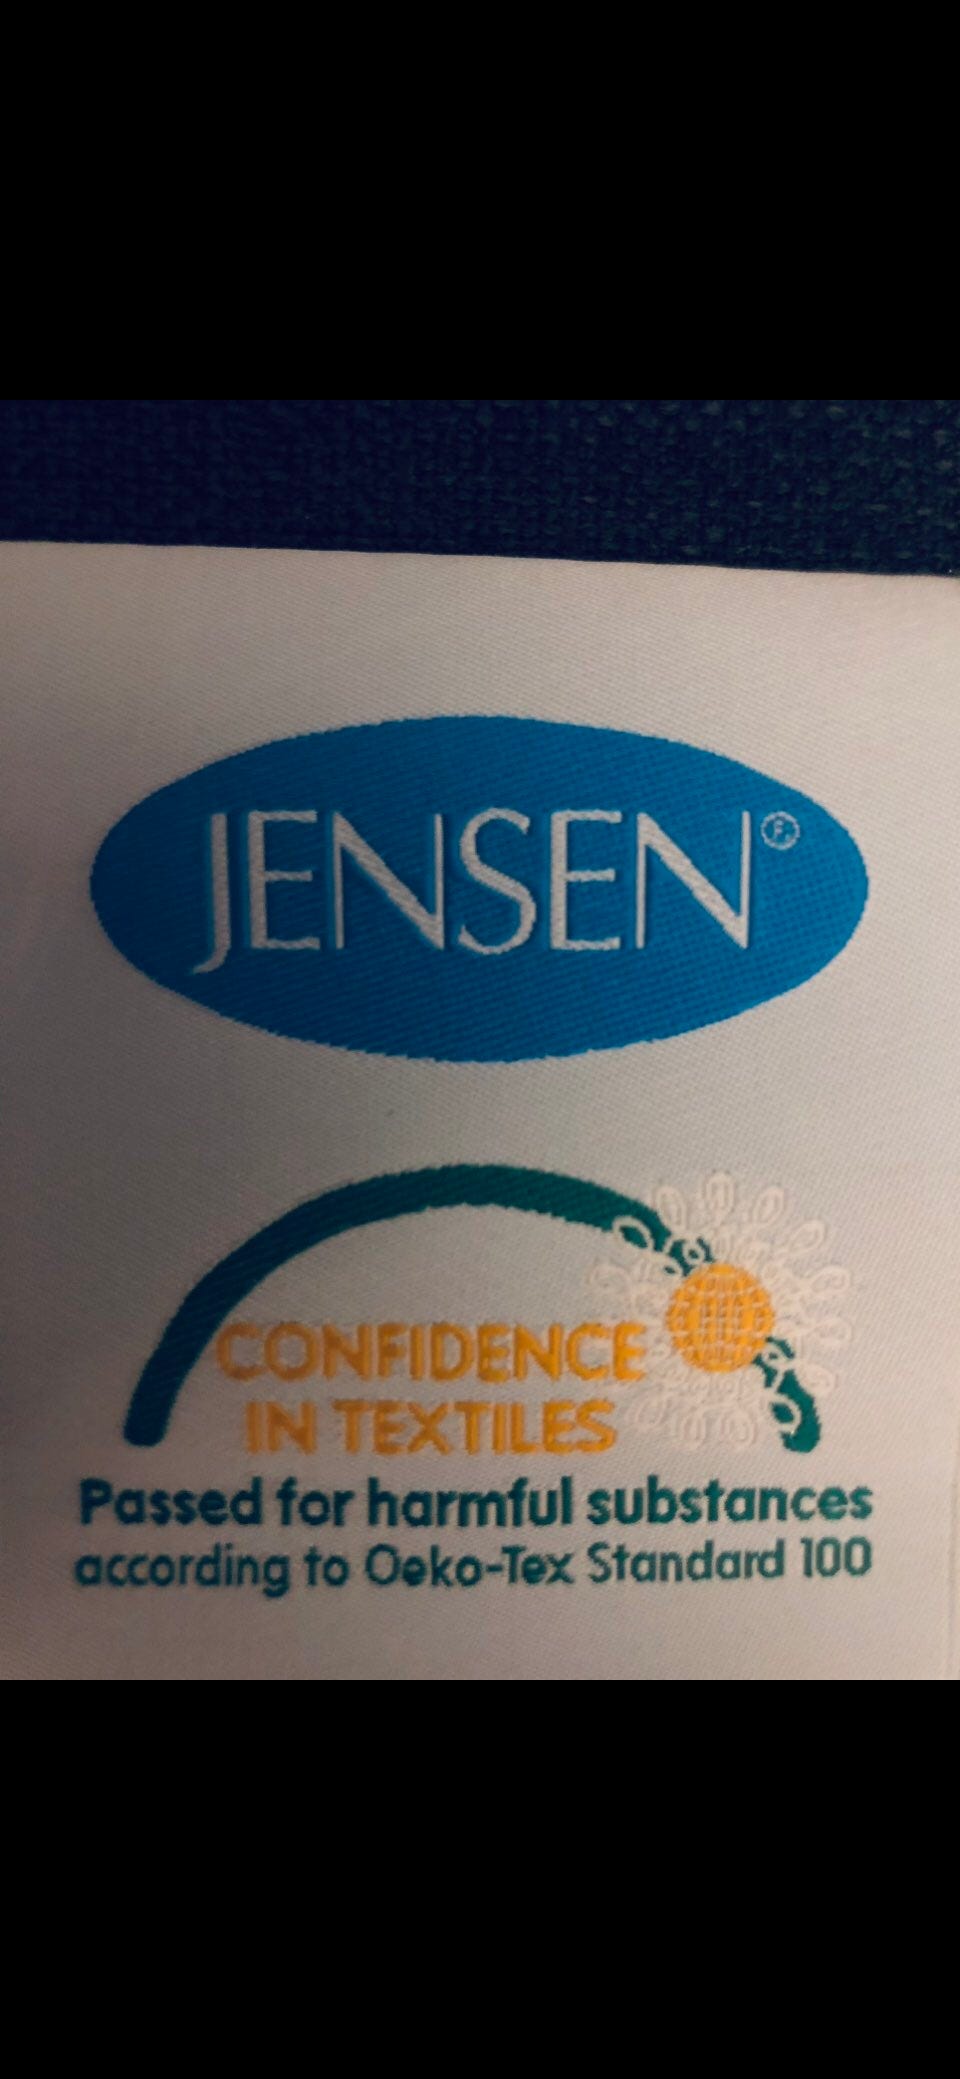 JENSEN®
CONFIDENCE
IN TEXTILES
Passed for harmful substances
according to Oeko-Tex Standard 100